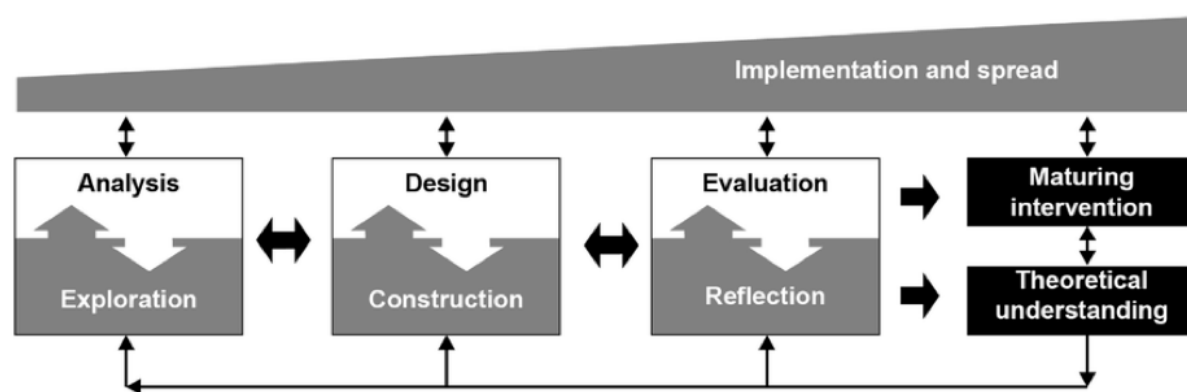 Implementation and spread
Analysis
Exploration
Design
Construction
Evaluation
Reflection
Maturing
intervention
Theoretical
understanding